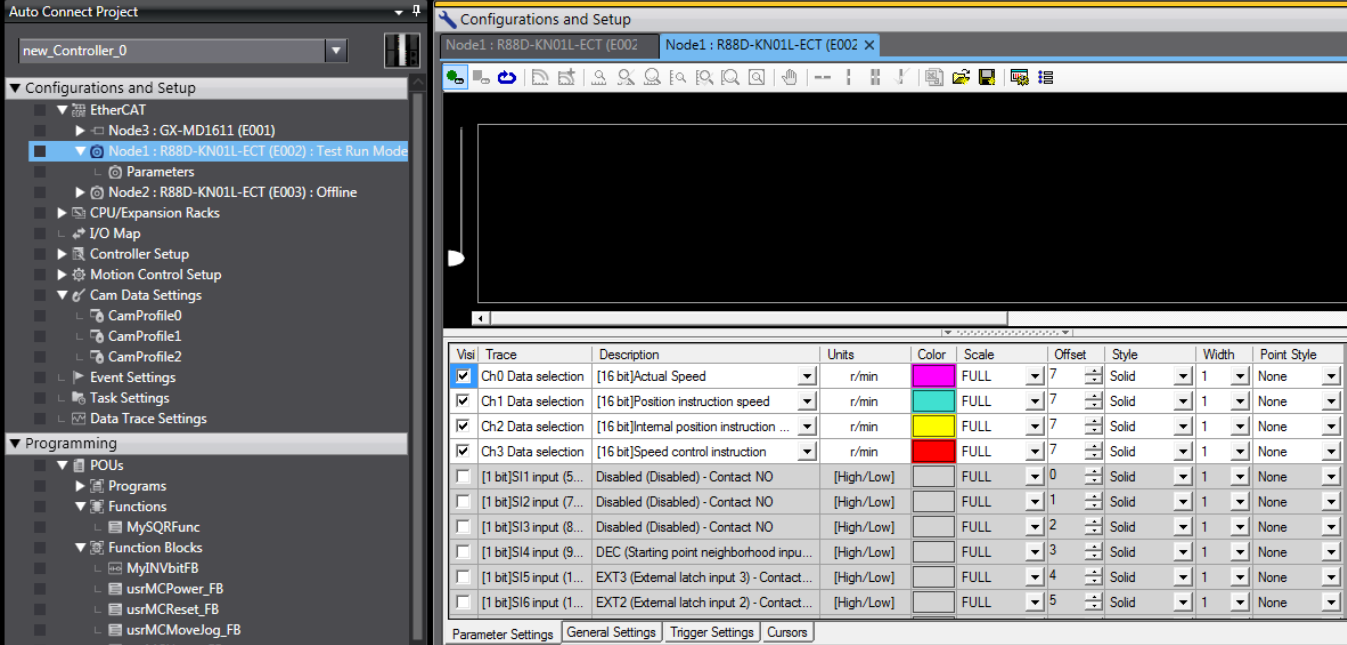 Auto Connect Project
new_Controller_0
Configurations and Setup
EtherCAT
Node3 : GX-MD1611 (E001)
Node1 : R88D-KN01L-ECT (E002) : Test Run Mode
Parameters
Node2 : R88D-KN01L-ECT (E003) : Offline
CPU/Expansion Racks
I/O Map
Controller Setup
Motion Control Setup
Cam Data Settings
CamProfile0
CamProfile1
CamProfile2
Event Settings
Task Settings
Data Trace Settings
Programming
POUs
Programs
Functions
MySQRFunc
Function Blocks
MyINVbitFB
usrMCPower_FB
usrMCReset_FB
usrMCMoveJog_FB
Configurations and Setup
Node1 : R88D-KN01L-ECT (E002 Node1 : R88D-KN01L-ECT (E002
Visi Trace Description Units Color Scale Offset Style Width Point Style
Ch0 Data selection [16 bit]Actual Speed r/min FULL 7 Solid 1 None
Ch1 Data selection [16 bit]Position instruction speed r/min FULL 7 Solid 1 None
Ch2 Data selection [16 bit]Internal position instruction ... r/min FULL 7 Solid 1 None
Ch3 Data selection [16 bit]Speed control instruction r/min FULL 7 Solid 1 None
[1 bit]SI1 input (5... Disabled (Disabled) - Contact NO [High/Low] FULL 0 Solid 1 None
[1 bit]SI2 input (7... Disabled (Disabled) - Contact NO [High/Low] FULL 1 Solid 1 None
[1 bit]SI3 input (8... Disabled (Disabled) - Contact NO [High/Low] FULL 2 Solid 1 None
[1 bit]SI4 input (9... DEC (Starting point neighborhood inpu... [High/Low] FULL 3 Solid 1 None
[1 bit]SI5 input (1... EXT3 (External latch input 3) - Contact... [High/Low] FULL 4 Solid 1 None
[1 bit]SI6 input (1... EXT2 (External latch input 2) - Contact... [High/Low] FULL 5 Solid 1 None
Parameter Settings General Settings Trigger Settings Cursors